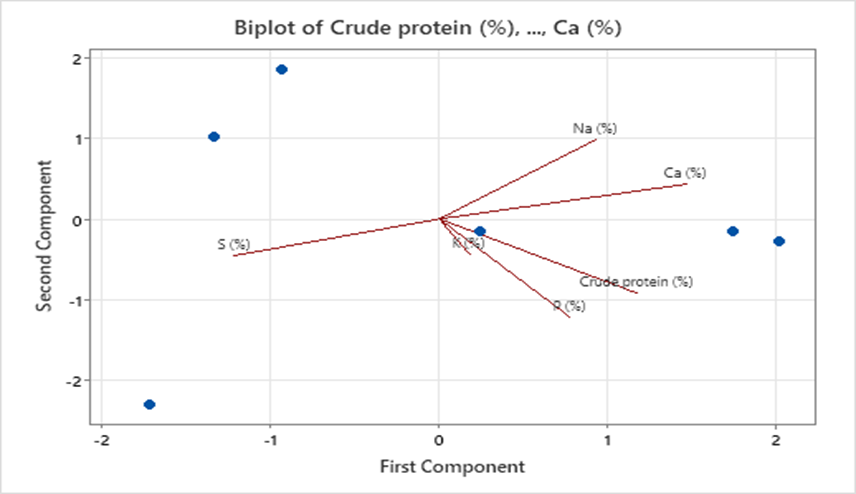 Biplot of Crude protein (%), ..., Ca (%)
2
1
0
-1
-2
Second Component
Na (%)
Ca (%)
S (%)
K (%)
Crude protein (%)
P (%)
-2
-1
0
1
2
First Component